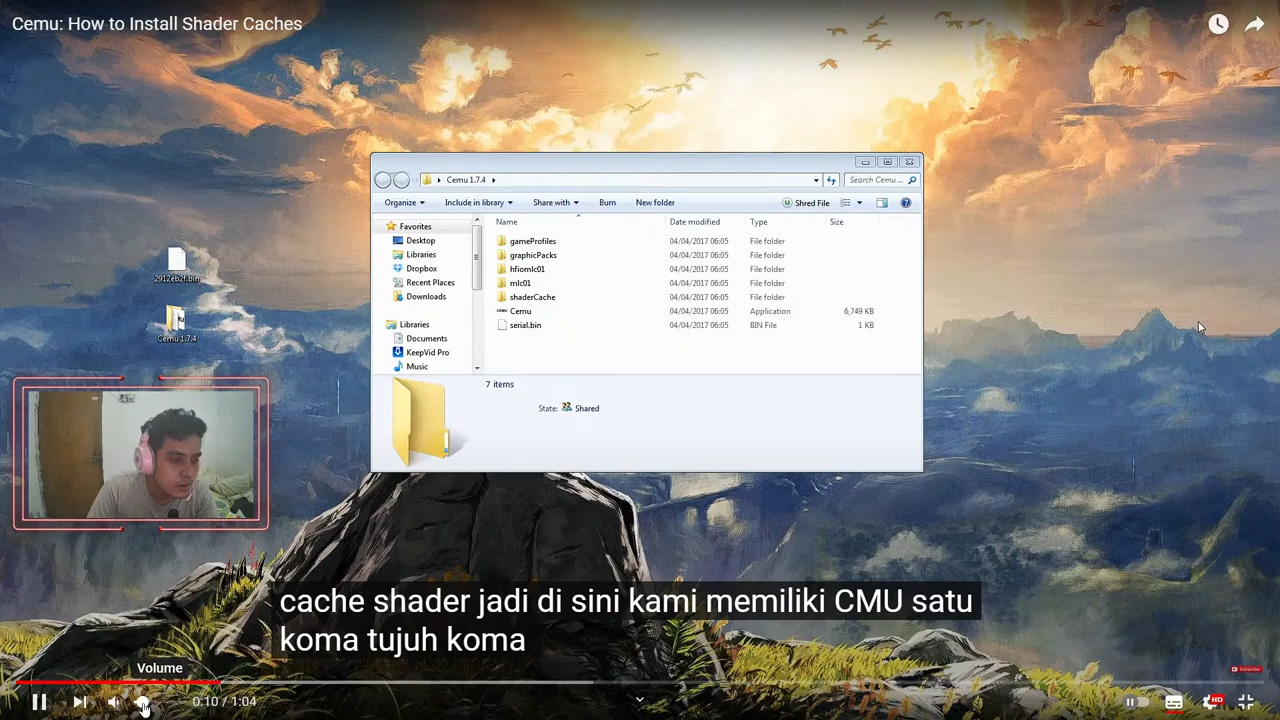 Cemu: How to Install Shader Caches
Cemu 1.7.4
Search Cemu ...
Organize
Include in library
Share with
Burn
New folder
Shred File
Name
Date modified
Type
Size
Favorites
Desktop
Libraries
Dropbox
Recent Places
Downloads
Libraries
Documents
KeepVid Pro
Music
gameProfiles 04/04/2017 06:05 File folder
graphicPacks 04/04/2017 06:05 File folder
hfiomlc01 04/04/2017 06:05 File folder
mlc01 04/04/2017 06:05 File folder
shaderCache 04/04/2017 06:05 File folder
Cemu 04/04/2017 06:05 Application 6,749 KB
serial.bin 04/04/2017 06:05 BIN File 1 KB
7 items
State: Shared
2912eb2f.bin
Cemu 1.7.4
cache shader jadi di sini kami memiliki CMU satu
koma tujuh koma
Subscribe
Volume
0:10 / 1:04
HD